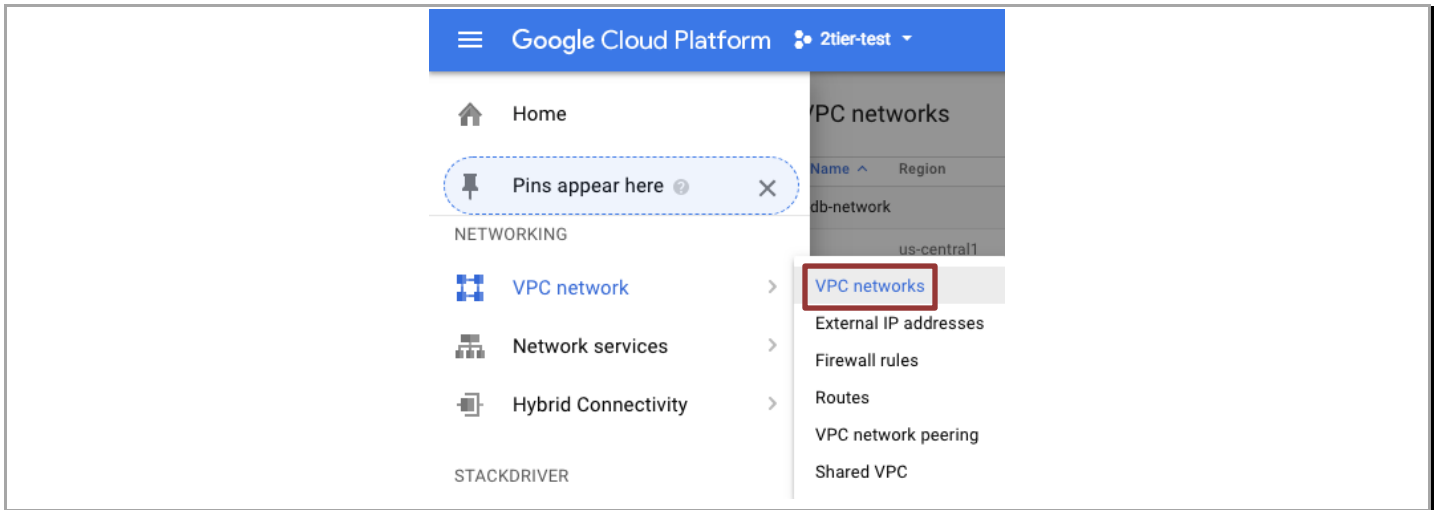 Google Cloud Platform 2tier-test
Home
Pins appear here ?
NETWORKING
VPC network
Network services
Hybrid Connectivity
STACKDRIVER
VPC networks
Name Region
db-network
us-central1
VPC networks
External IP addresses
Firewall rules
Routes
VPC network peering
Shared VPC